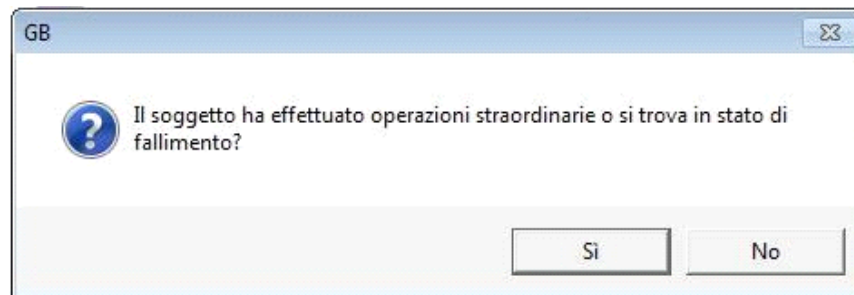 GB
Il soggetto ha effettuato operazioni straordinarie o si trova in stato di
fallimento?
Sì
No